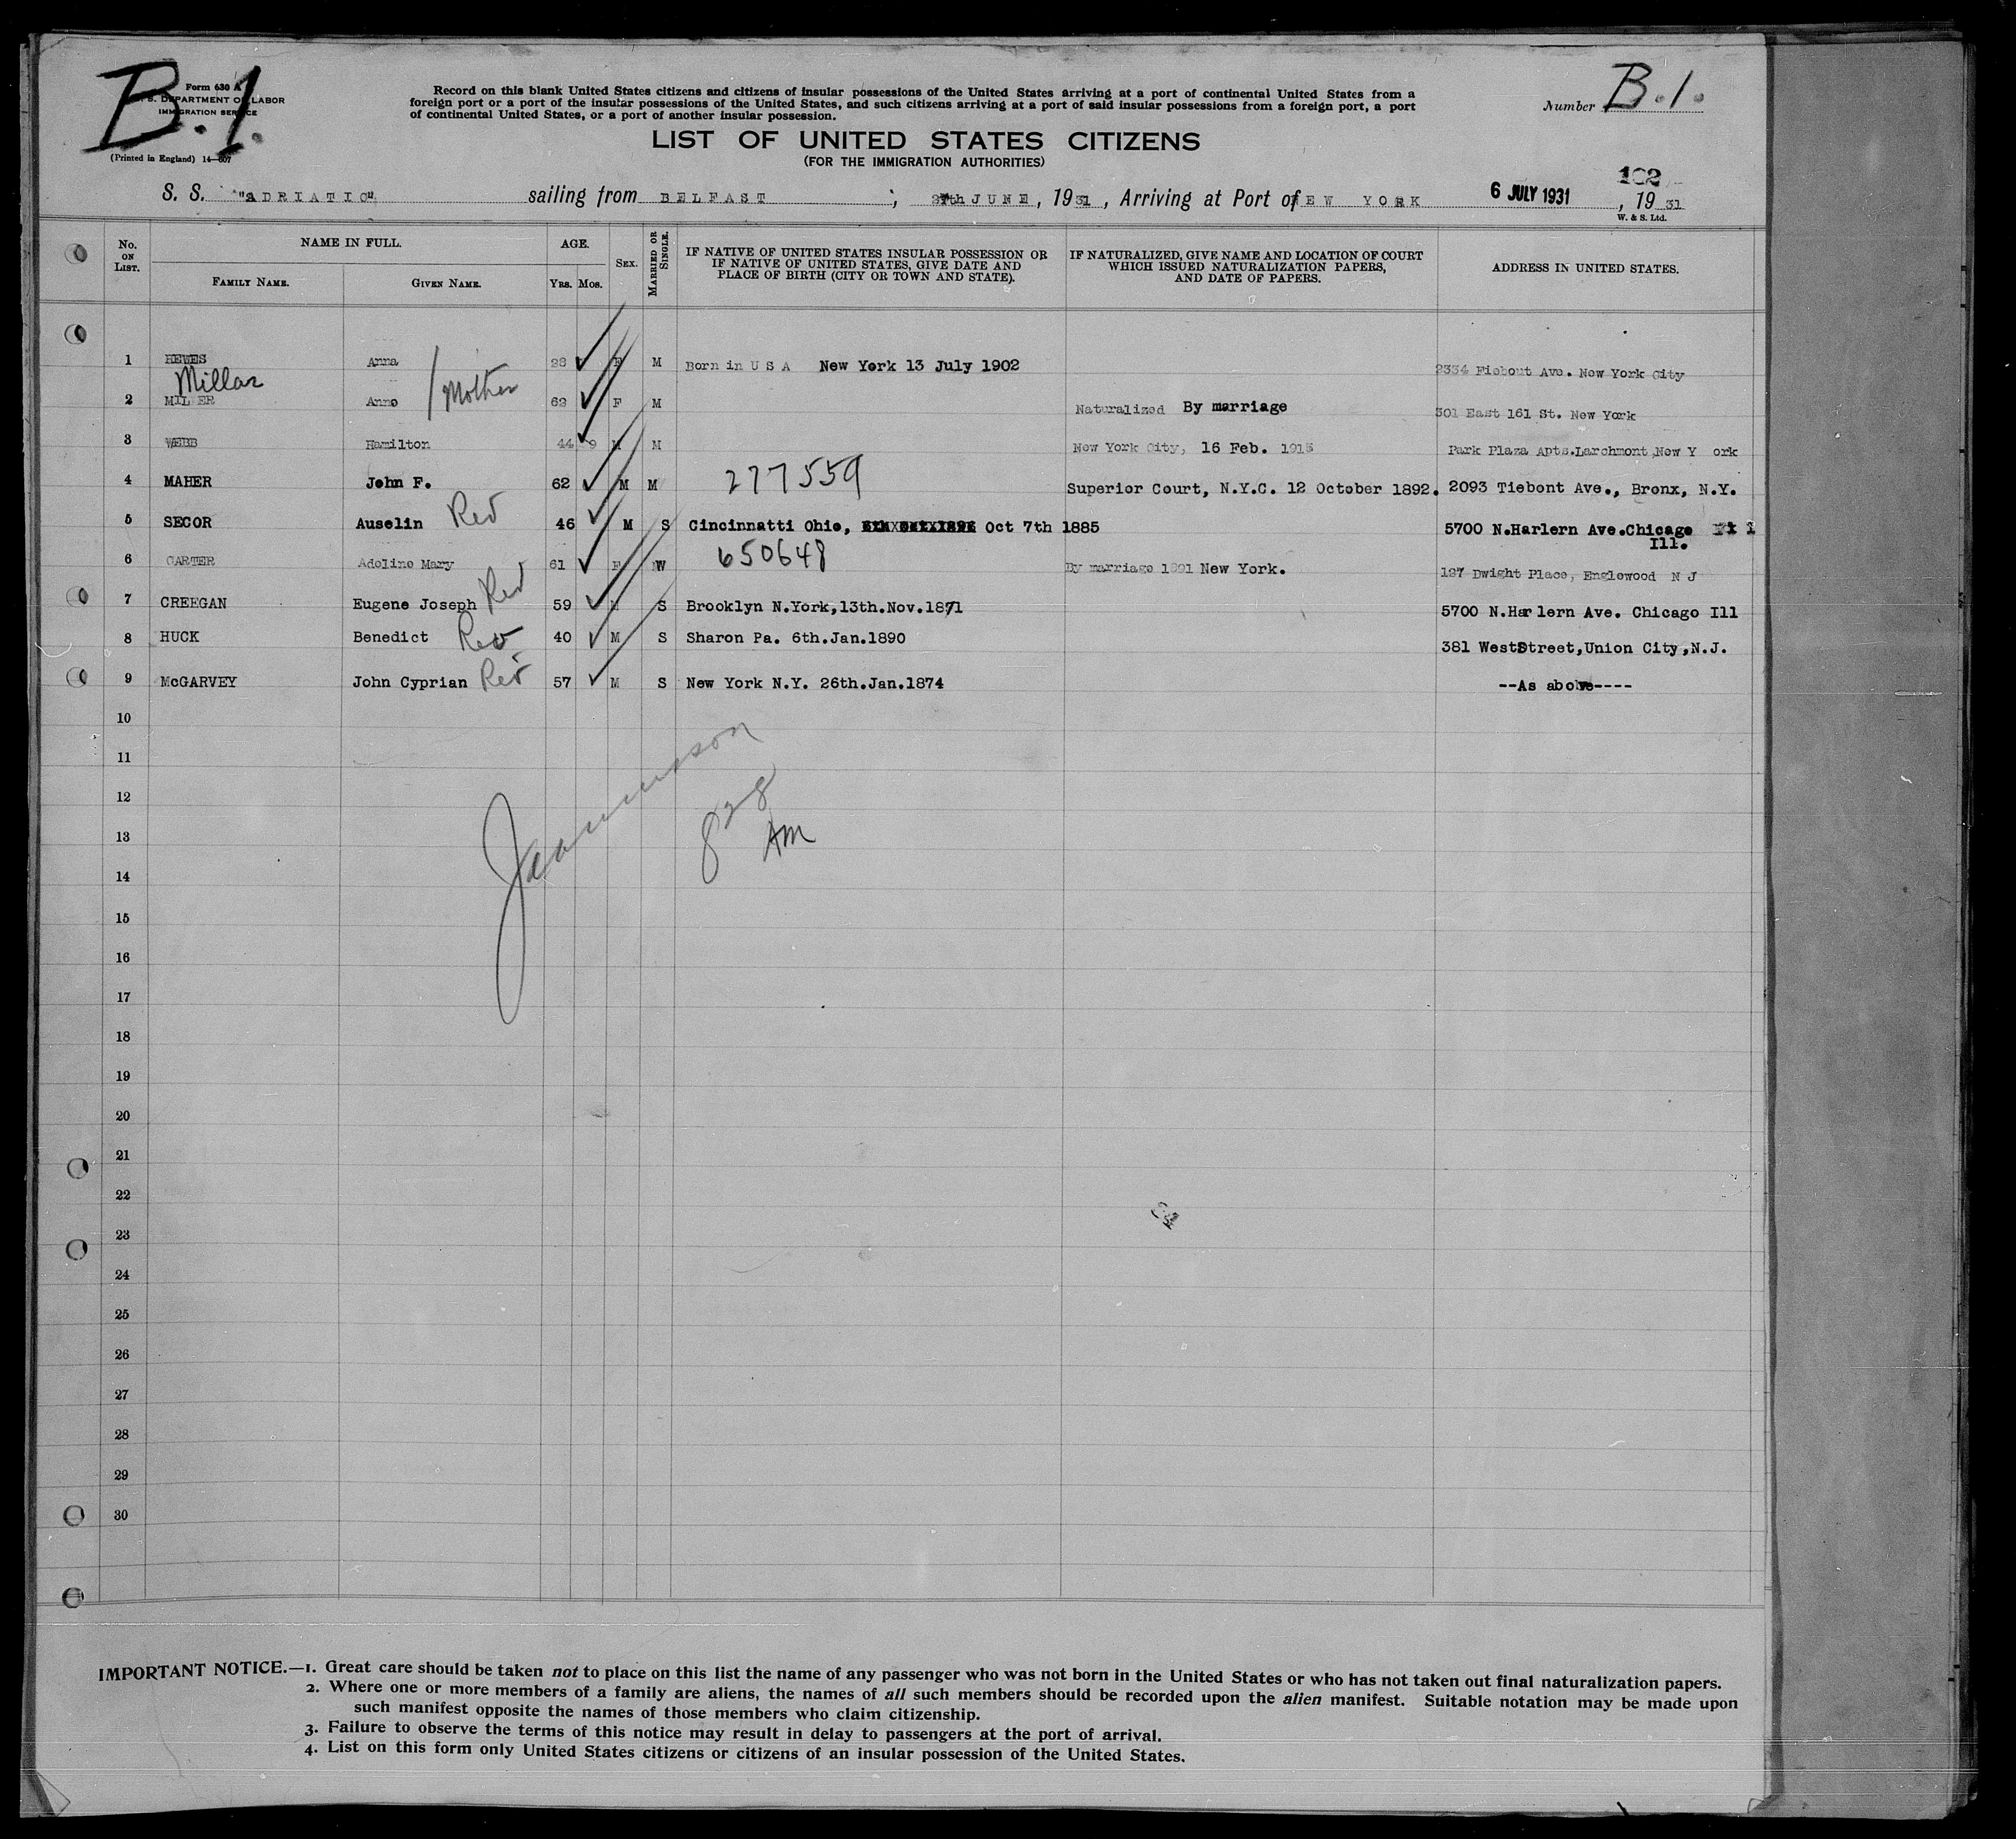 B.1.
Form 630 A
U. S. DEPARTMENT OF LABOR
IMMIGRATION SERVICE
(Printed in England) 14—607
Record on this blank United States citizens and citizens of insular possessions of the United States arriving at a port of continental United States from a
foreign port or a port of the insular possessions of the United States, and such citizens arriving at a port of said insular possessions from a foreign port, a port
of continental United States, or a port of another insular possession.
Number B.1.
LIST OF UNITED STATES CITIZENS
(FOR THE IMMIGRATION AUTHORITIES)
102
S. S. "ADRIATIC" sailing from BELFAST ; 27th JUNE, 1931, Arriving at Port of NEW YORK 6 JULY 1931, 1931
W. & S. Ltd.
No. ON LIST. NAME IN FULL. FAMILY NAME. GIVEN NAME. AGE. YRS. MOS. SEX. MARRIED OR SINGLE. IF NATIVE OF UNITED STATES INSULAR POSSESSION OR IF NATIVE OF UNITED STATES, GIVE DATE AND PLACE OF BIRTH (CITY OR TOWN AND STATE). IF NATURALIZED, GIVE NAME AND LOCATION OF COURT WHICH ISSUED NATURALIZATION PAPERS, AND DATE OF PAPERS. ADDRESS IN UNITED STATES.
1 HEWES Anna 28 F M Born in U S A New York 13 July 1902 2334 Fiebout Ave. New York City
Millar Mother
2 MILLER Anne 62 F M Naturalized By marriage 301 East 161 St. New York
3 WEBB Hamilton 44 9 M M New York City, 16 Feb. 1915 Park Plaza Apts.Larchmont,New Y ork
4 MAHER John F. 62 M M 277559 Superior Court, N.Y.C. 12 October 1892. 2093 Tiebont Ave., Bronx, N.Y.
5 SECOR Auselin Rev 46 M S Cincinnatti Ohio, Oct 7th 1885 5700 N.Harlern Ave.Chicago
Ill.
6 CARTER Adeline Mary 61 F W 650648 By marriage 1891 New York. 127 Dwight Place, Englewood N J
7 CREEGAN Eugene Joseph Rev 59 M S Brooklyn N.York,13th.Nov.1871 5700 N.Harlern Ave. Chicago Ill
8 HUCK Benedict Rev 40 M S Sharon Pa. 6th.Jan.1890 381 WestStreet,Union City,N.J.
9 McGARVEY John Cyprian Rev 57 M S New York N.Y. 26th.Jan.1874 --As above----
10
11
12
13 AM
14
15
16
17
18
19
20
21
22
23
24
25
26
27
28
29
30
IMPORTANT NOTICE.—1. Great care should be taken not to place on this list the name of any passenger who was not born in the United States or who has not taken out final naturalization papers.
2. Where one or more members of a family are aliens, the names of all such members should be recorded upon the alien manifest. Suitable notation may be made upon
such manifest opposite the names of those members who claim citizenship.
3. Failure to observe the terms of this notice may result in delay to passengers at the port of arrival.
4. List on this form only United States citizens or citizens of an insular possession of the United States.